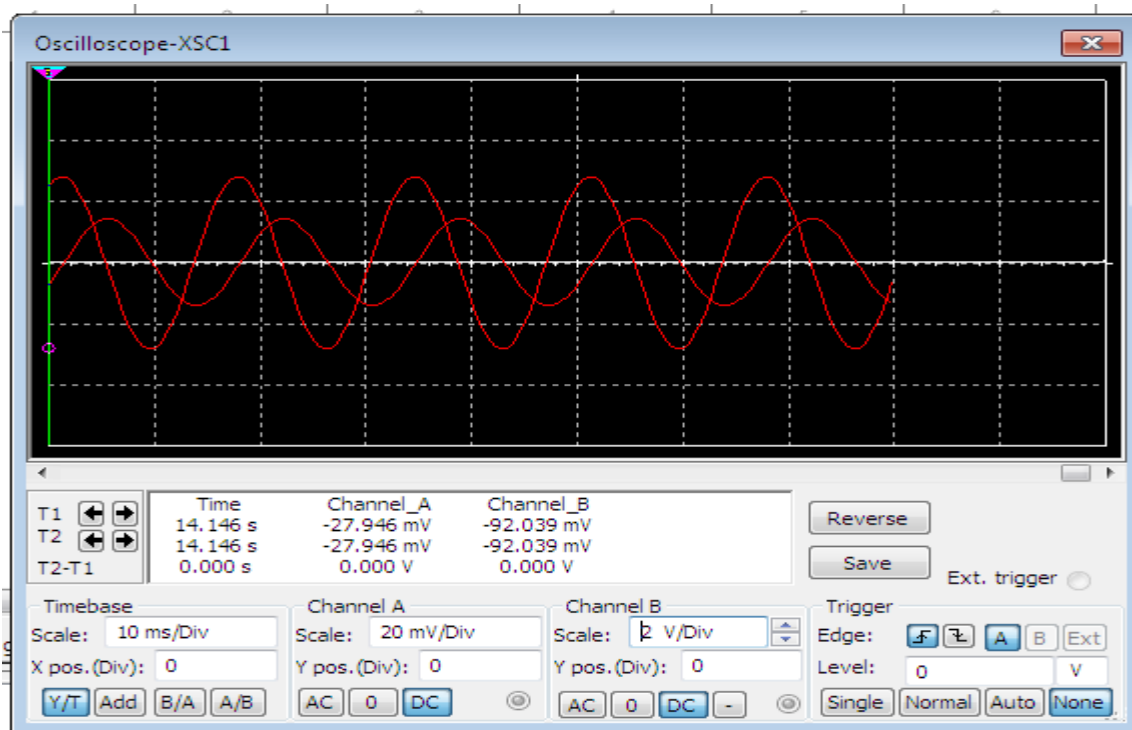 Oscilloscope-XSC1
Time Channel_A Channel_B
T1 14.146 s -27.946 mV -92.039 mV
T2 14.146 s -27.946 mV -92.039 mV
T2-T1 0.000 s 0.000 V 0.000 V
Reverse
Save
Ext. trigger
Timebase Channel A Channel B Trigger
Scale: 10 ms/Div Scale: 20 mV/Div Scale: 2 V/Div Edge: A B Ext
X pos.(Div): 0 Y pos.(Div): 0 Y pos.(Div): 0 Level: 0 V
Y/T Add B/A A/B AC 0 DC AC 0 DC - Single Normal Auto None